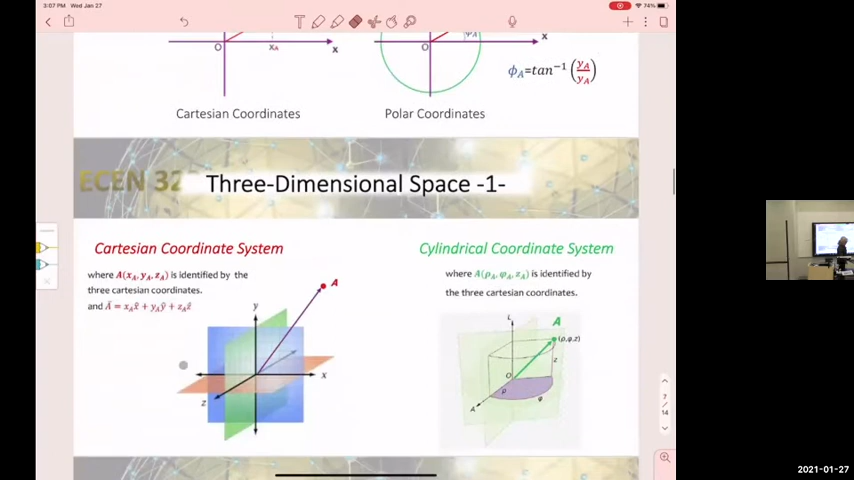 3:07 PM Wed Jan 27
74%
O
x_A
x
O
φ_A
x
ϕ_A=tan⁻¹ (y_A/y_A)
Cartesian Coordinates
Polar Coordinates
ECEN 32
Three-Dimensional Space -1-
Cartesian Coordinate System
where A(x_A, y_A, z_A) is identified by the
three cartesian coordinates.
and A⃗ = x_A x̂ + y_A ŷ + z_A ẑ
A
y
x
z
Cylindrical Coordinate System
where A(ρ_A, φ_A, z_A) is identified by
the three cartesian coordinates.
L
A
(ρ,φ,z)
z
O
ρ
A
φ
7
/
14
2021-01-27